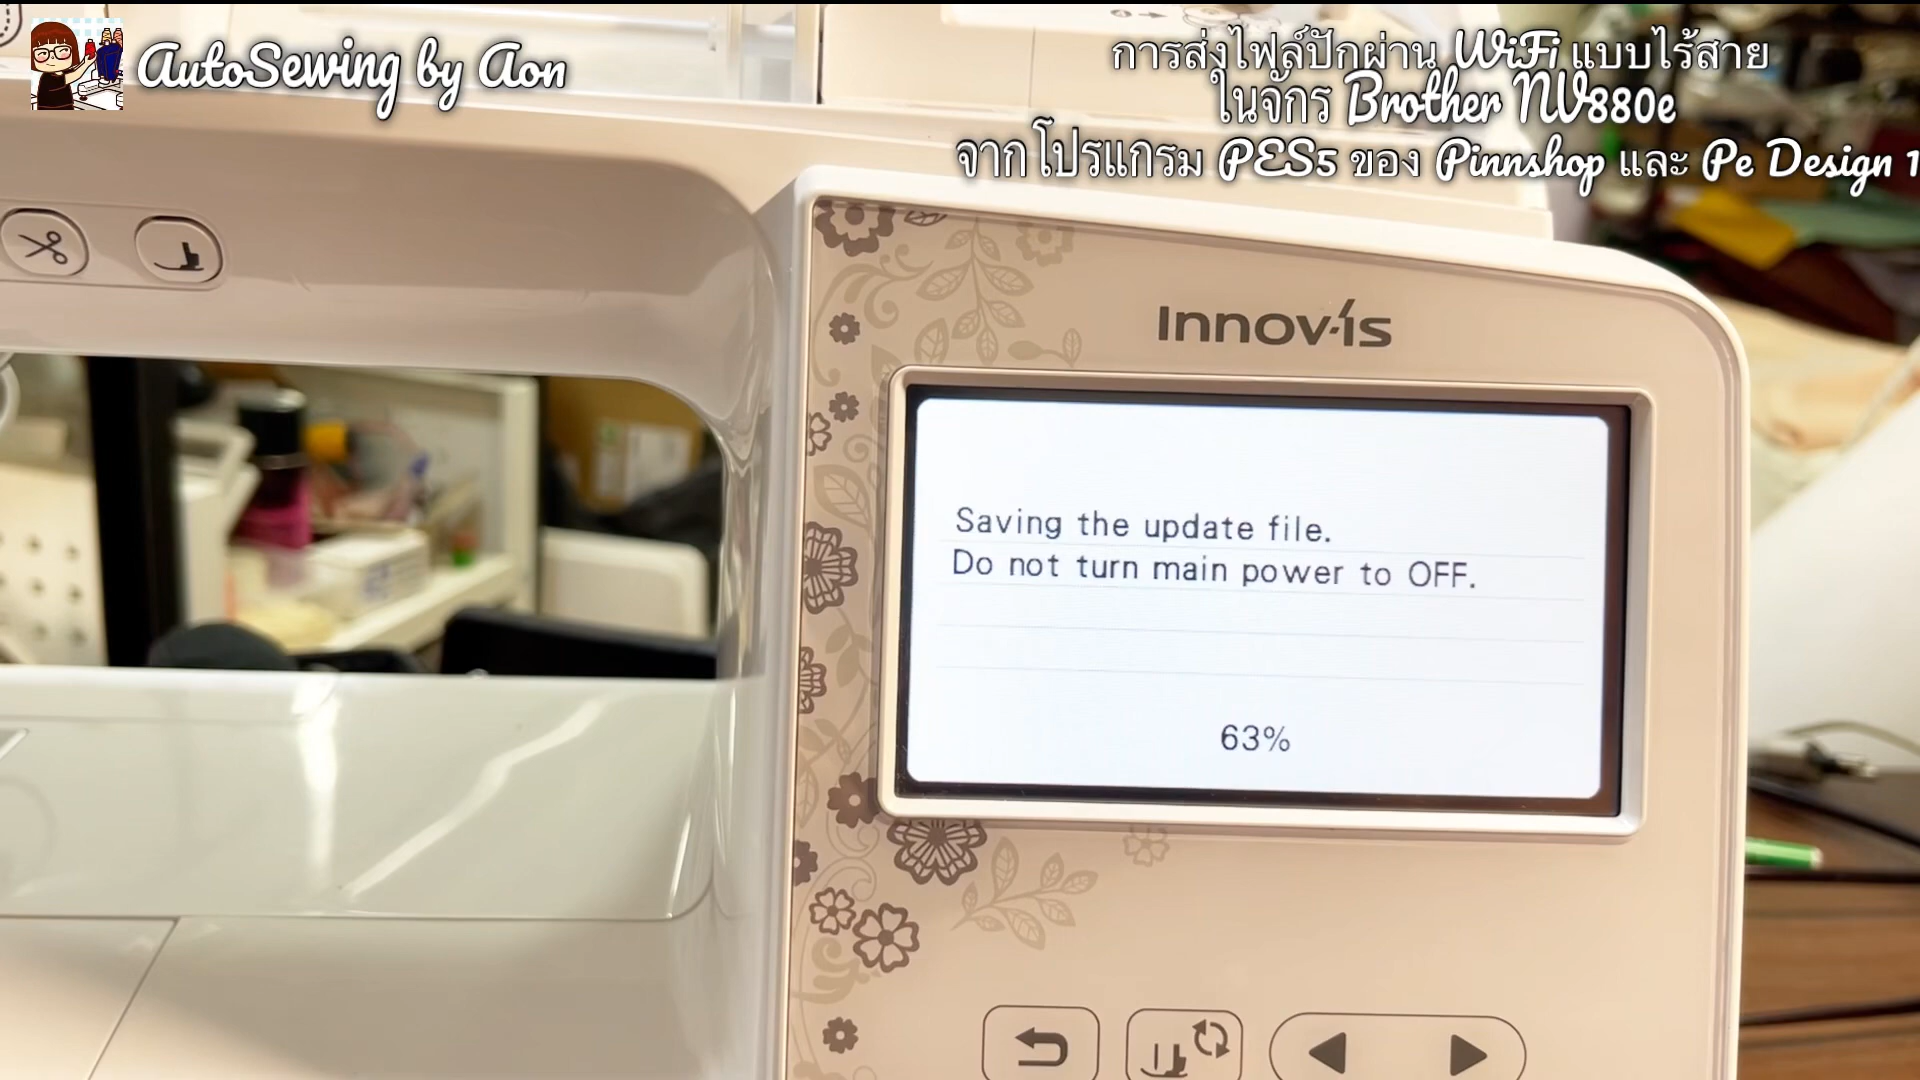 AutoSewing by Aon
การส่งไฟล์ปักผ่าน WiFi แบบไร้สาย
ในจักร Brother NV880e
จากโปรแกรม PES5 ของ Pinnshop และ Pe Design 1
Innov-is
Saving the update file.
Do not turn main power to OFF.
63%